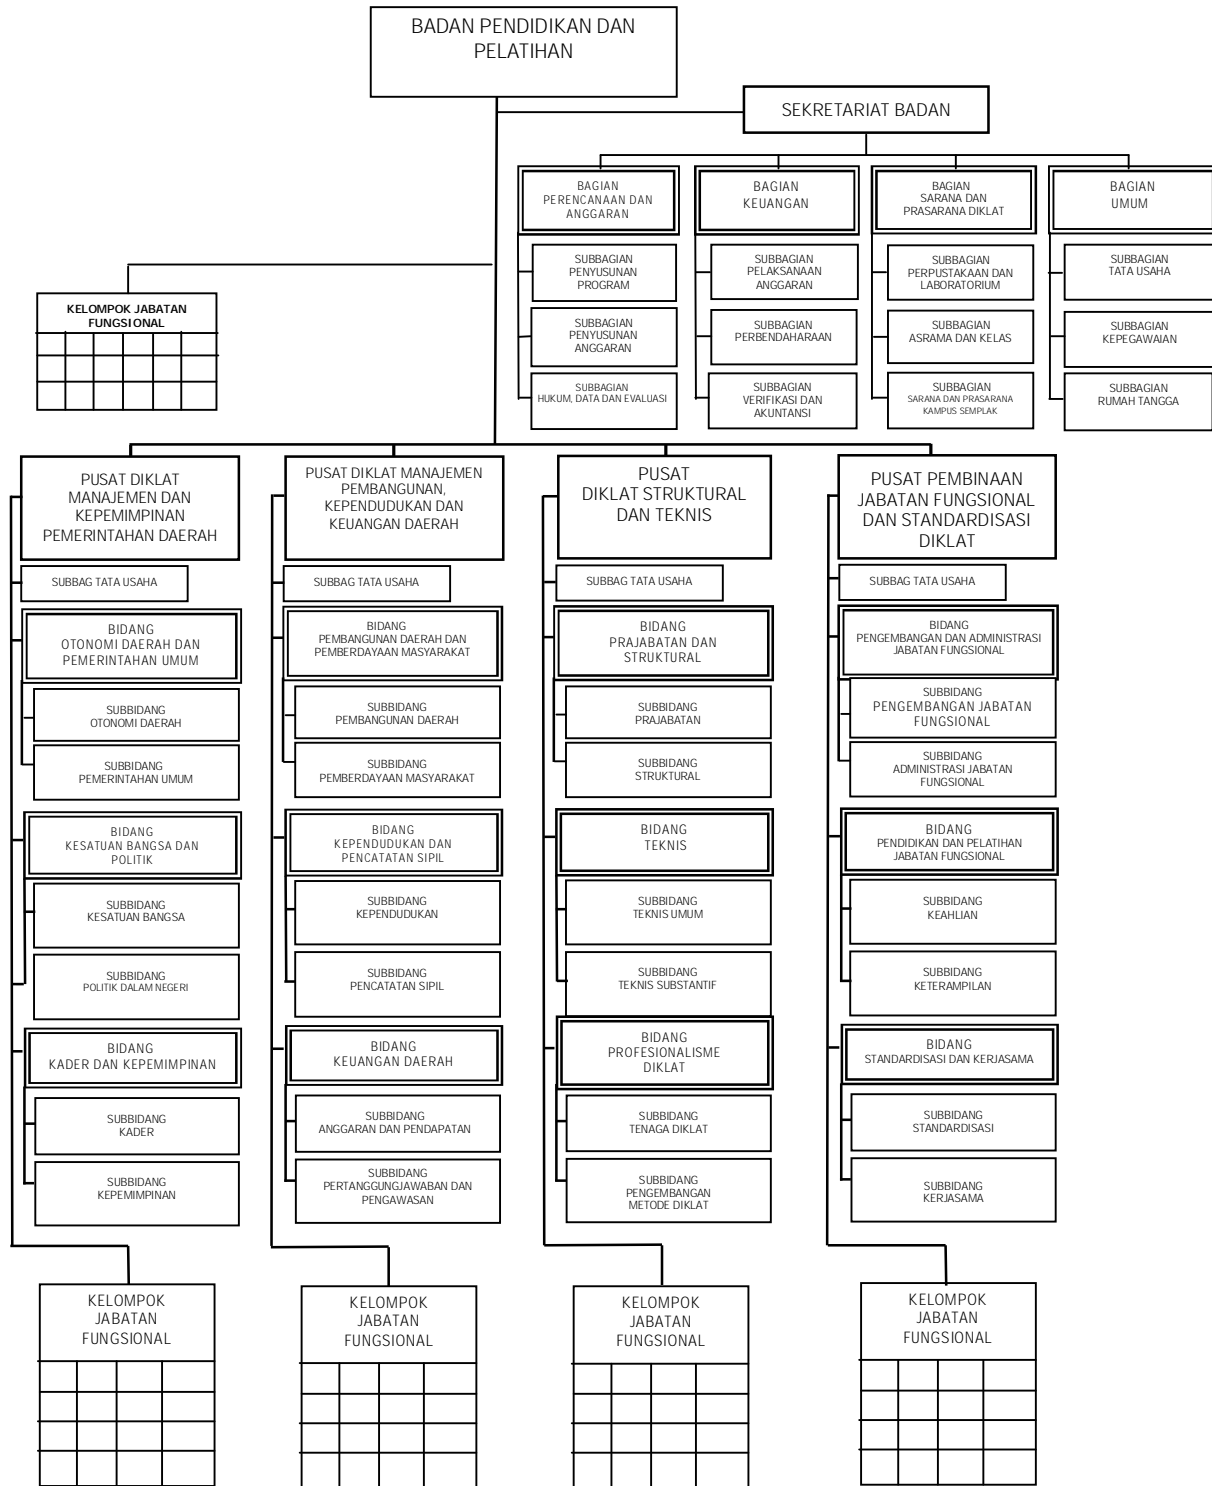 BADAN PENDIDIKAN DAN
PELATIHAN
SEKRETARIAT BADAN
BAGIAN
PERENCANAAN DAN
ANGGARAN
BAGIAN
KEUANGAN
BAGIAN
SARANA DAN
PRASARANA DIKLAT
BAGIAN
UMUM
SUBBAGIAN
PENYUSUNAN
PROGRAM
SUBBAGIAN
PELAKSANAAN
ANGGARAN
SUBBAGIAN
PERPUSTAKAAN DAN
LABORATORIUM
SUBBAGIAN
TATA USAHA
KELOMPOK JABATAN
FUNGSIONAL
SUBBAGIAN
PENYUSUNAN
ANGGARAN
SUBBAGIAN
PERBENDAHARAAN
SUBBAGIAN
ASRAMA DAN KELAS
SUBBAGIAN
KEPEGAWAIAN
SUBBAGIAN
HUKUM, DATA DAN EVALUASI
SUBBAGIAN
VERIFIKASI DAN
AKUNTANSI
SUBBAGIAN
SARANA DAN PRASARANA
KAMPUS SEMPLAK
SUBBAGIAN
RUMAH TANGGA
PUSAT DIKLAT
MANAJEMEN DAN
KEPEMIMPINAN
PEMERINTAHAN DAERAH
PUSAT DIKLAT MANAJEMEN
PEMBANGUNAN,
KEPENDUDUKAN DAN
KEUANGAN DAERAH
PUSAT
DIKLAT STRUKTURAL
DAN TEKNIS
PUSAT PEMBINAAN
JABATAN FUNGSIONAL
DAN STANDARDISASI
DIKLAT
SUBBAG TATA USAHA
SUBBAG TATA USAHA
SUBBAG TATA USAHA
SUBBAG TATA USAHA
BIDANG
OTONOMI DAERAH DAN
PEMERINTAHAN UMUM
BIDANG
PEMBANGUNAN DAERAH DAN
PEMBERDAYAAN MASYARAKAT
BIDANG
PRAJABATAN DAN
STRUKTURAL
BIDANG
PENGEMBANGAN DAN ADMINISTRASI
JABATAN FUNGSIONAL
SUBBIDANG
OTONOMI DAERAH
SUBBIDANG
PEMBANGUNAN DAERAH
SUBBIDANG
PRAJABATAN
SUBBIDANG
PENGEMBANGAN JABATAN
FUNGSIONAL
SUBBIDANG
PEMERINTAHAN UMUM
SUBBIDANG
PEMBERDAYAAN MASYARAKAT
SUBBIDANG
STRUKTURAL
SUBBIDANG
ADMINISTRASI JABATAN
FUNGSIONAL
BIDANG
KESATUAN BANGSA DAN
POLITIK
BIDANG
KEPENDUDUKAN DAN
PENCATATAN SIPIL
BIDANG
TEKNIS
BIDANG
PENDIDIKAN DAN PELATIHAN
JABATAN FUNGSIONAL
SUBBIDANG
KESATUAN BANGSA
SUBBIDANG
KEPENDUDUKAN
SUBBIDANG
TEKNIS UMUM
SUBBIDANG
KEAHLIAN
SUBBIDANG
POLITIK DALAM NEGERI
SUBBIDANG
PENCATATAN SIPIL
SUBBIDANG
TEKNIS SUBSTANTIF
SUBBIDANG
KETERAMPILAN
BIDANG
KADER DAN KEPEMIMPINAN
BIDANG
KEUANGAN DAERAH
BIDANG
PROFESIONALISME
DIKLAT
BIDANG
STANDARDISASI DAN KERJASAMA
SUBBIDANG
KADER
SUBBIDANG
ANGGARAN DAN PENDAPATAN
SUBBIDANG
TENAGA DIKLAT
SUBBIDANG
STANDARDISASI
SUBBIDANG
KEPEMIMPINAN
SUBBIDANG
PERTANGGUNGJAWABAN DAN
PENGAWASAN
SUBBIDANG
PENGEMBANGAN
METODE DIKLAT
SUBBIDANG
KERJASAMA
KELOMPOK
JABATAN
FUNGSIONAL
KELOMPOK
JABATAN
FUNGSIONAL
KELOMPOK
JABATAN
FUNGSIONAL
KELOMPOK
JABATAN
FUNGSIONAL